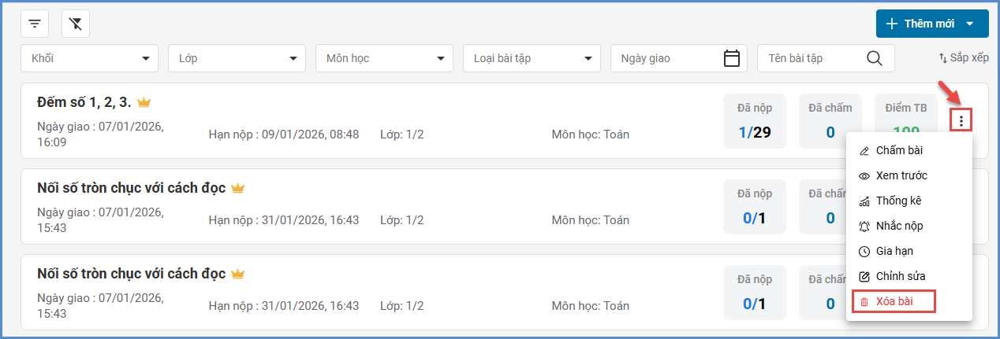 Thêm mới
Khối
Lớp
Môn học
Loại bài tập
Ngày giao
Tên bài tập
Sắp xếp
Đếm số 1, 2, 3.
Ngày giao : 07/01/2026,
16:09
Hạn nộp : 09/01/2026, 08:48
Lớp: 1/2
Môn học: Toán
Đã nộp
1/29
Đã chấm
0
Điểm TB
100
Chấm bài
Xem trước
Thống kê
Nhắc nộp
Gia hạn
Chỉnh sửa
Xóa bài
Nối số tròn chục với cách đọc
Ngày giao : 07/01/2026,
15:43
Hạn nộp : 31/01/2026, 16:43
Lớp: 1/2
Môn học: Toán
Đã nộp
0/1
Đã chấm
0
Nối số tròn chục với cách đọc
Ngày giao : 07/01/2026,
15:43
Hạn nộp : 31/01/2026, 16:43
Lớp: 1/2
Môn học: Toán
Đã nộp
0/1
Đã chấm
0